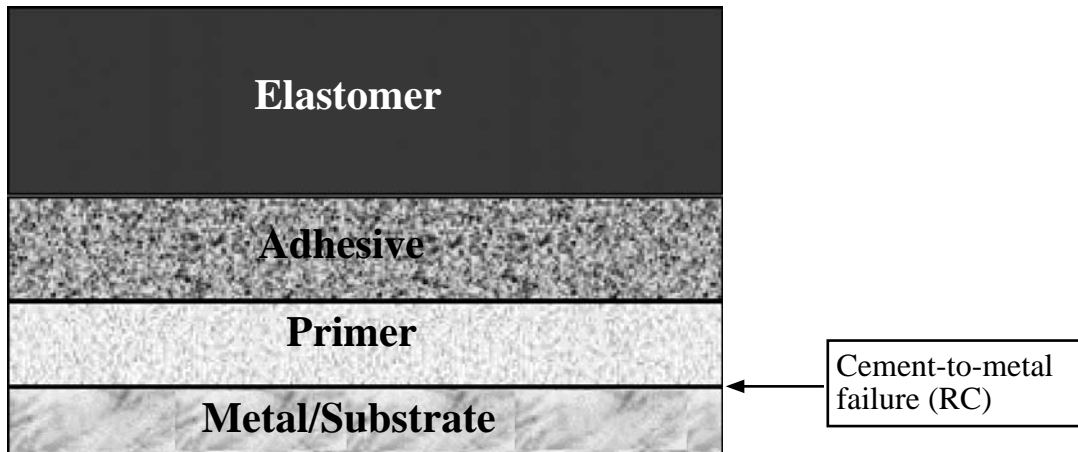 Elastomer
Adhesive
Primer
Metal/Substrate
Cement-to-metal
failure (RC)